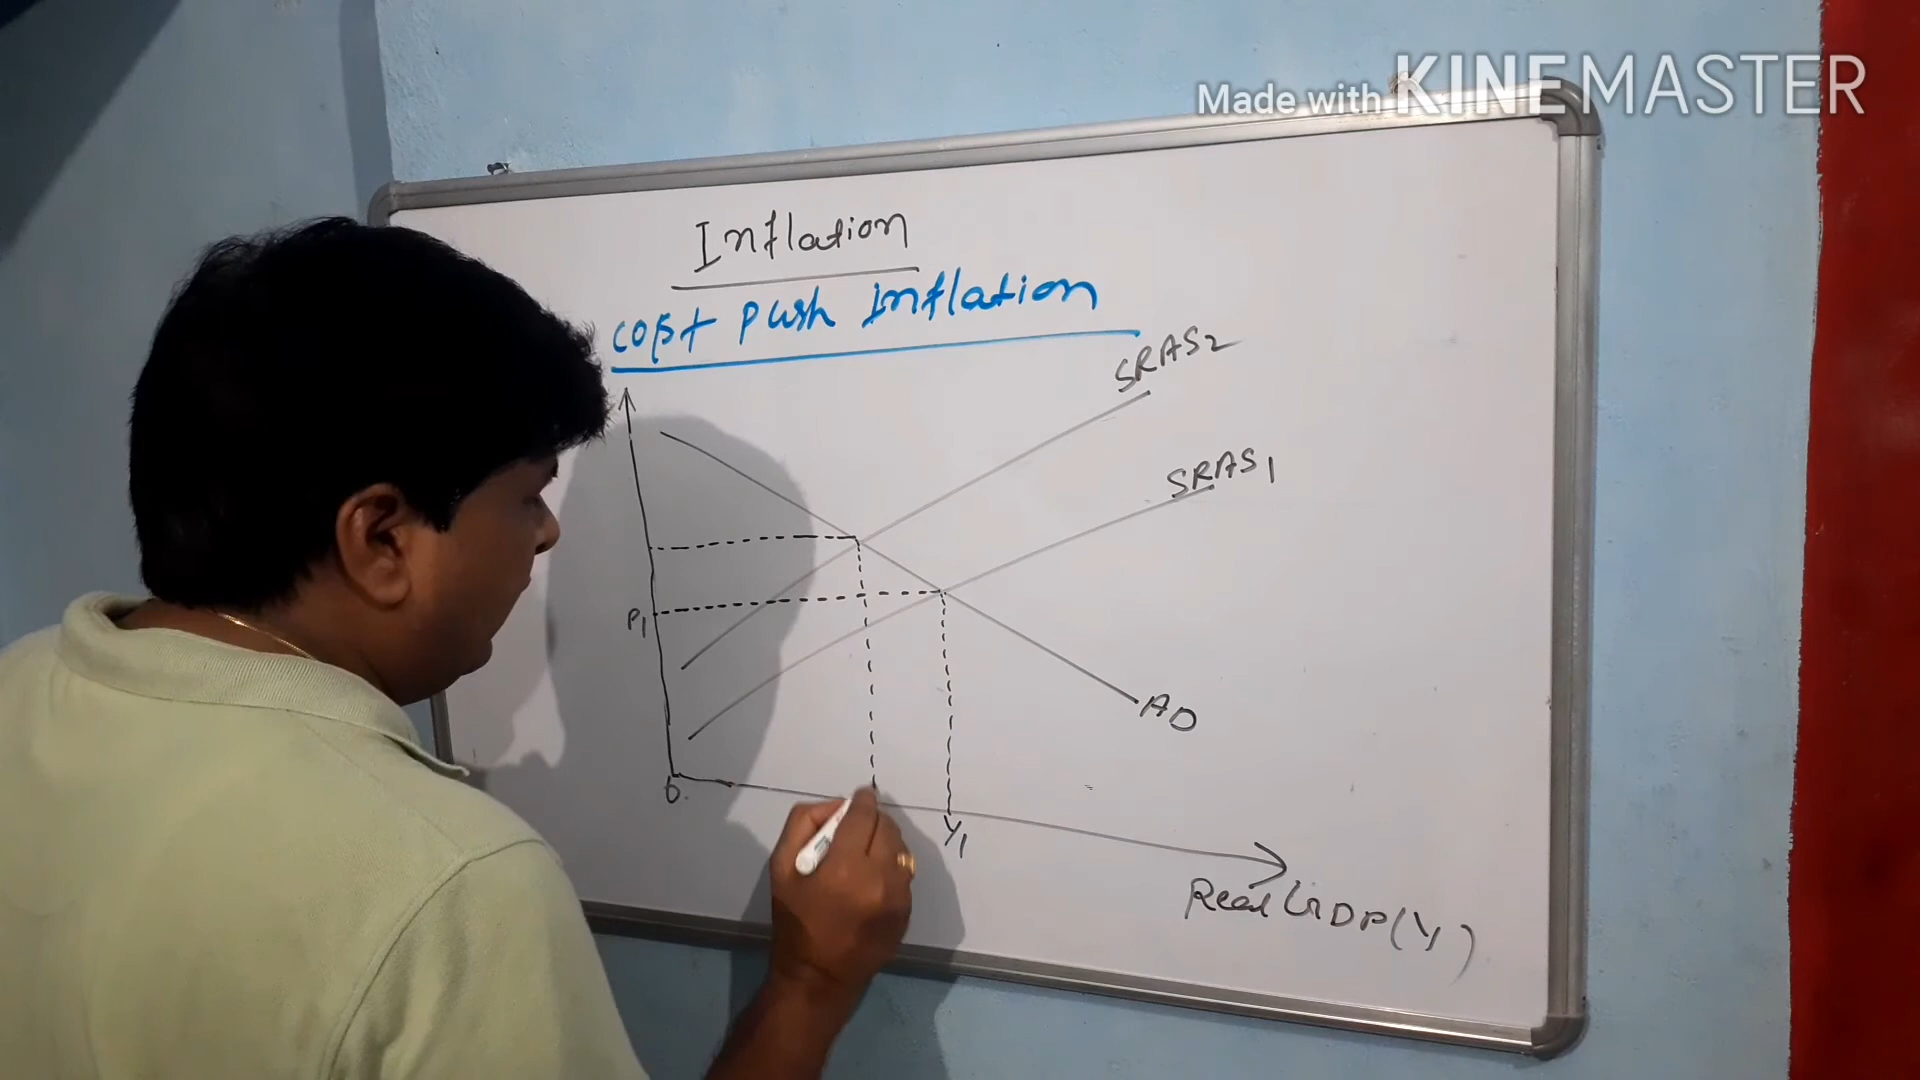 Made with KINEMASTER
Inflation
Cost push Inflation
SRAS2
SRAS1
P1
AD
0
Y1
Real GDP(Y)